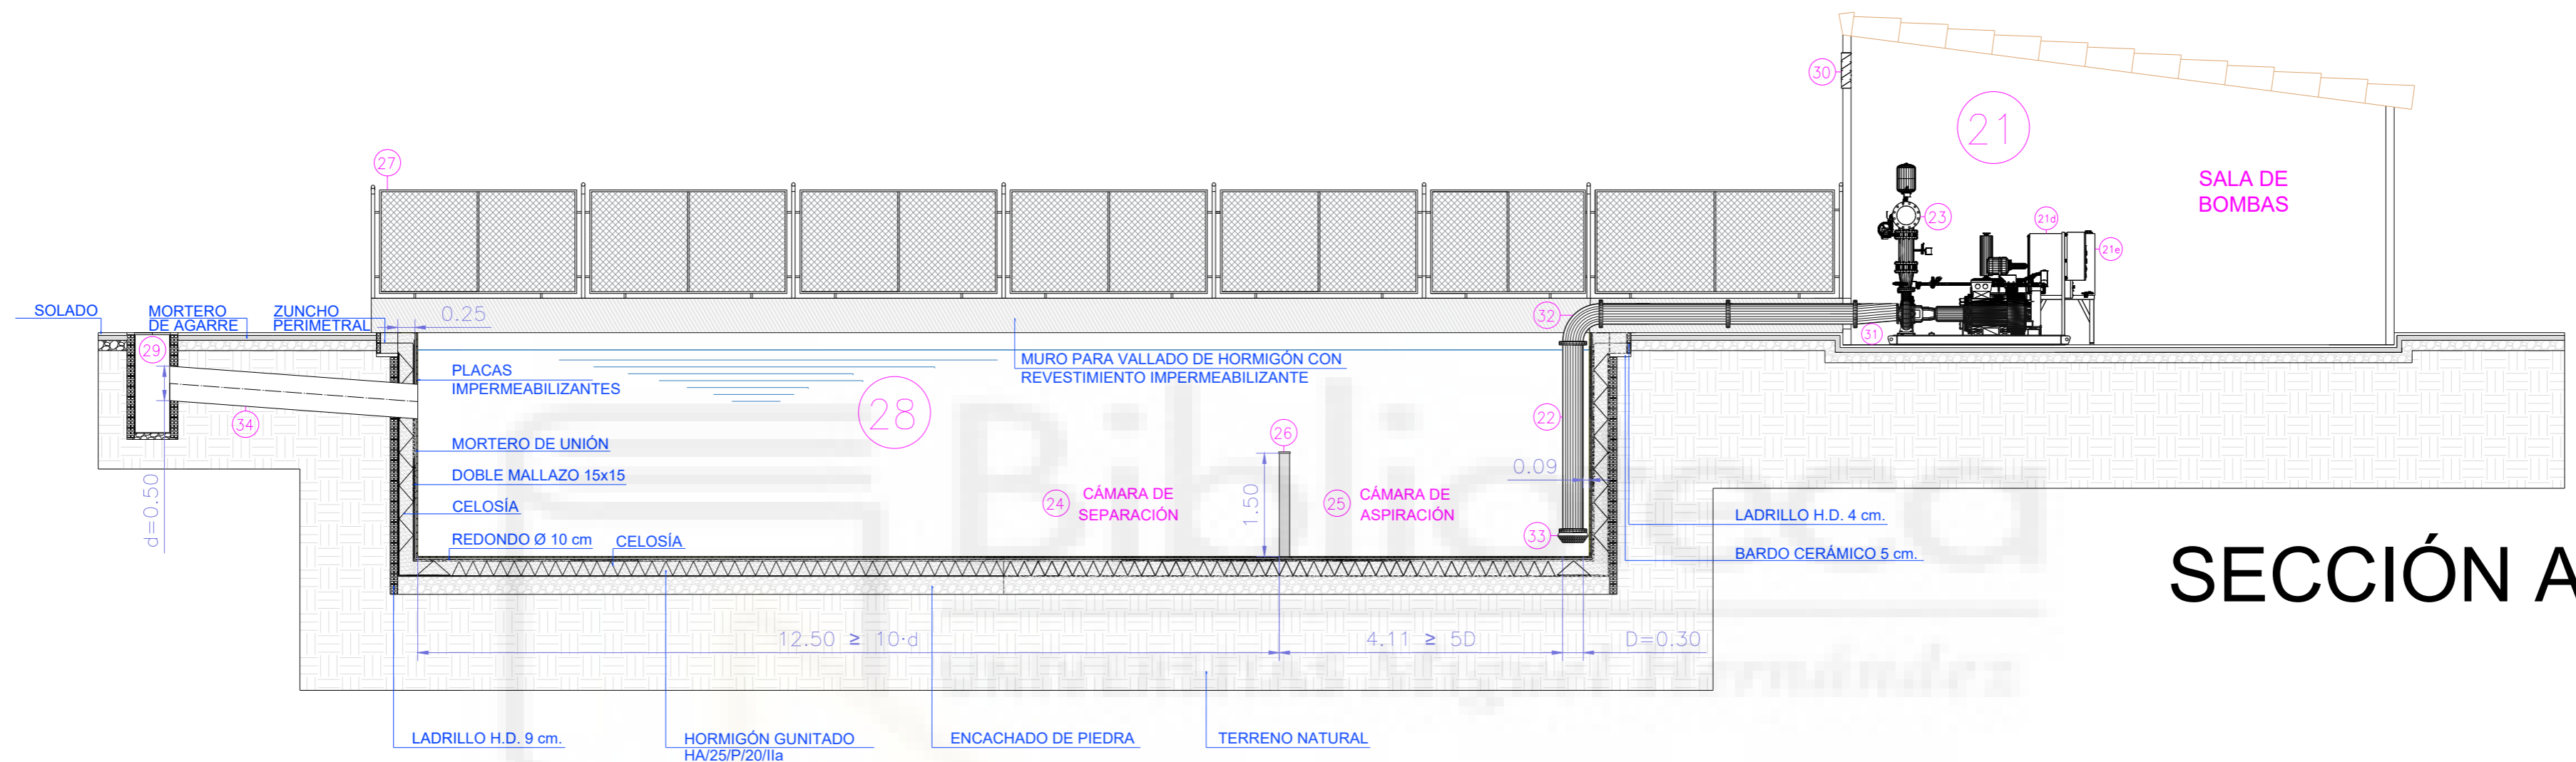 30
21
SALA DE
BOMBAS
27
23
21d
21e
SOLADO
MORTERO
DE AGARRE
ZUNCHO
PERIMETRAL
0.25
32
31
29
PLACAS
IMPERMEABILIZANTES
MURO PARA VALLADO DE HORMIGÓN CON
REVESTIMIENTO IMPERMEABILIZANTE
28
34
22
26
MORTERO DE UNIÓN
DOBLE MALLAZO 15x15
0.09
d=0.50
CELOSÍA
24
CÁMARA DE
SEPARACIÓN
1.50
25
CÁMARA DE
ASPIRACIÓN
LADRILLO H.D. 4 cm.
REDONDO Ø 10 cm
CELOSÍA
33
BARDO CERÁMICO 5 cm.
SECCIÓN A
12.50 ≥ 10·d
4.11 ≥ 5D
D=0.30
LADRILLO H.D. 9 cm.
HORMIGÓN GUNITADO
HA/25/P/20/IIa
ENCACHADO DE PIEDRA
TERRENO NATURAL
Biblioteca